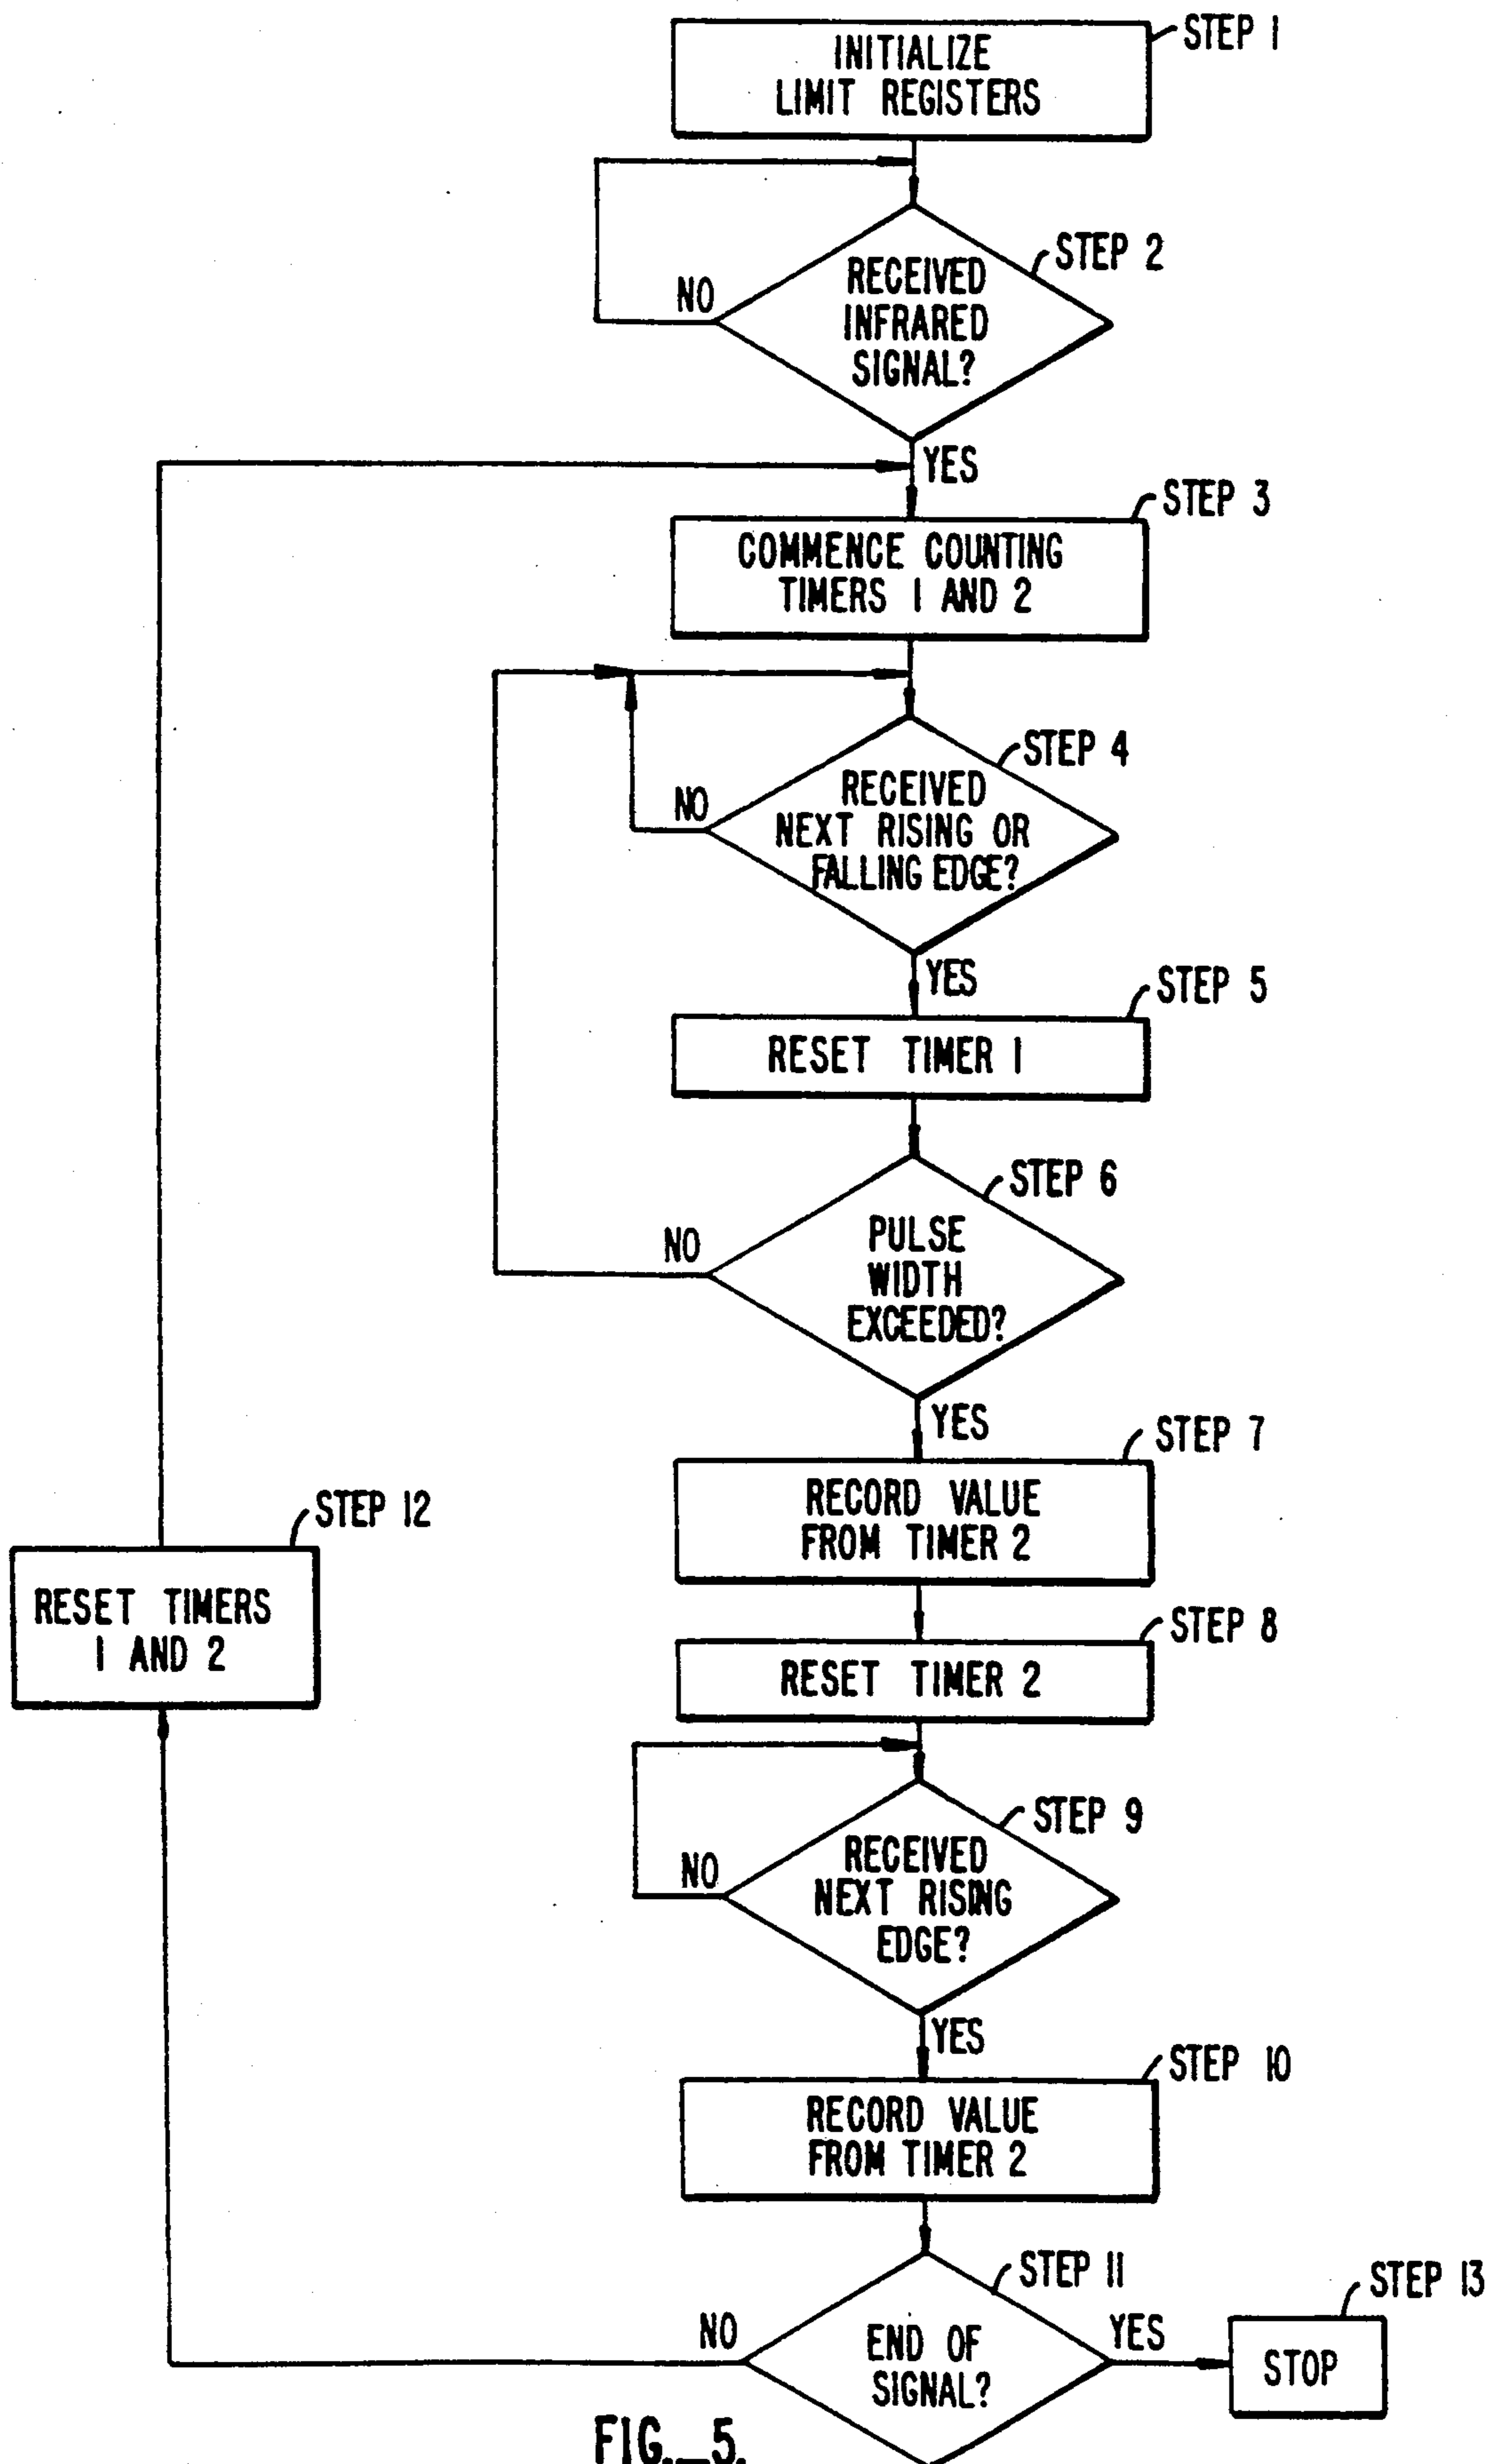 STEP 1
INITIALIZE
LIMIT REGISTERS
STEP 2
RECEIVED
INFRARED
SIGNAL?
NO
YES
STEP 3
COMMENCE COUNTING
TIMERS 1 AND 2
STEP 4
RECEIVED
NEXT RISING OR
FALLING EDGE?
NO
YES
STEP 5
RESET TIMER 1
STEP 6
PULSE
WIDTH
EXCEEDED?
NO
YES
STEP 7
RECORD VALUE
FROM TIMER 2
STEP 12
RESET TIMERS
1 AND 2
STEP 8
RESET TIMER 2
STEP 9
RECEIVED
NEXT RISING
EDGE?
NO
YES
STEP 10
RECORD VALUE
FROM TIMER 2
STEP 11
END OF
SIGNAL?
NO
YES
STEP 13
STOP
FIG._5.